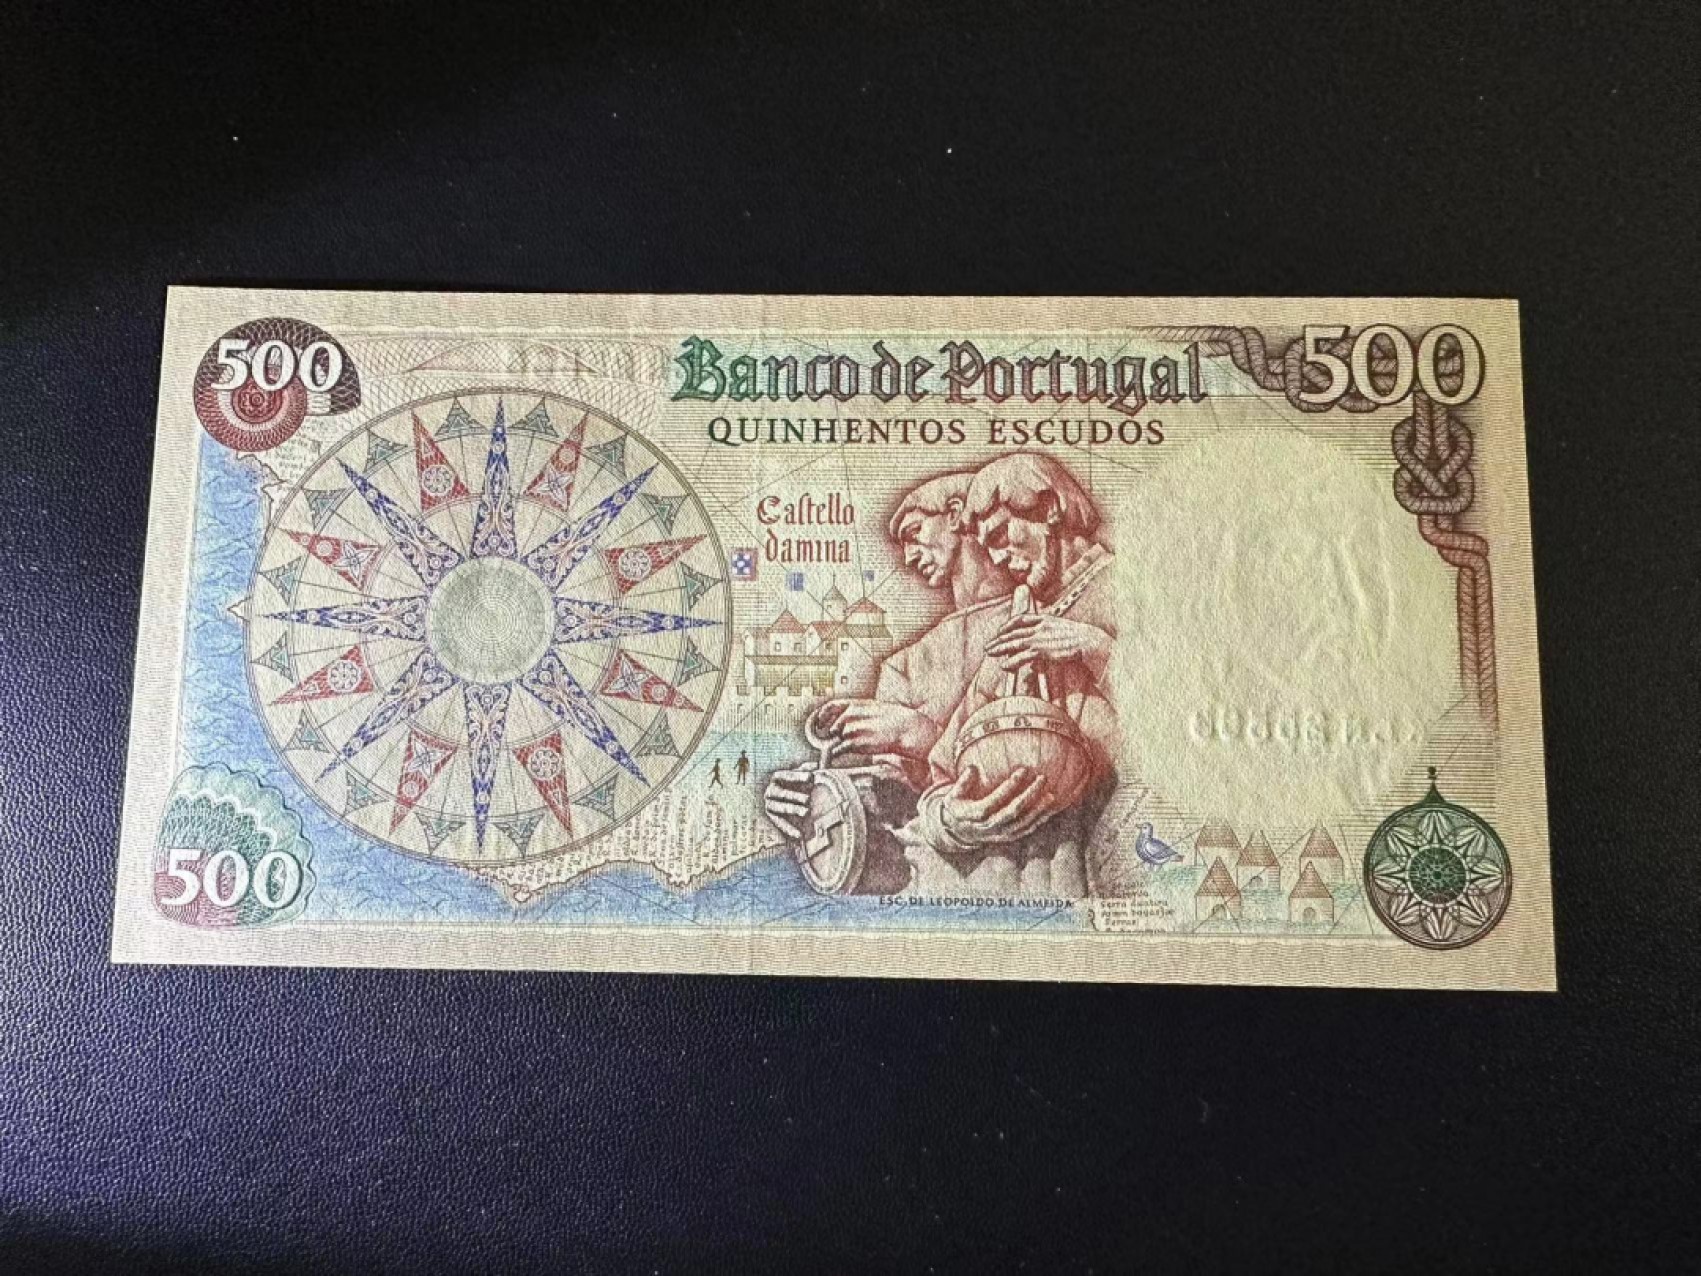 500
Banco de Portugal
500
QUINHENTOS ESCUDOS
Castello
damina
500
ESC. DE LEOPOLDO DE ALMEIDA